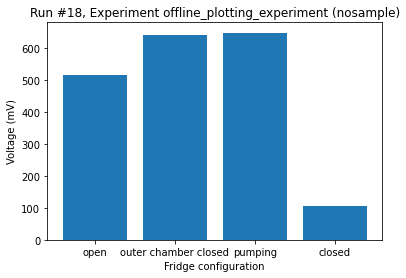 Run #18, Experiment offline_plotting_experiment (nosample)
Voltage (mV)
600
500
400
300
200
100
0
open outer chamber closed pumping closed
Fridge configuration